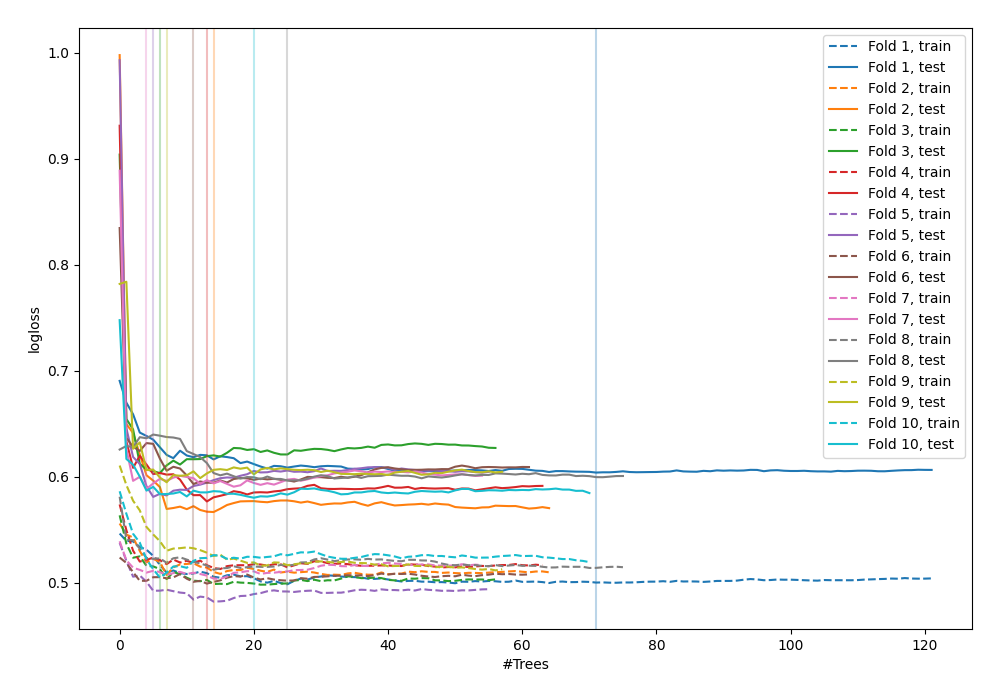 1.0
0.9
0.8
0.7
0.6
0.5
logloss
0
20
40
60
80
100
120
#Trees
Fold 1, train
Fold 1, test
Fold 2, train
Fold 2, test
Fold 3, train
Fold 3, test
Fold 4, train
Fold 4, test
Fold 5, train
Fold 5, test
Fold 6, train
Fold 6, test
Fold 7, train
Fold 7, test
Fold 8, train
Fold 8, test
Fold 9, train
Fold 9, test
Fold 10, train
Fold 10, test